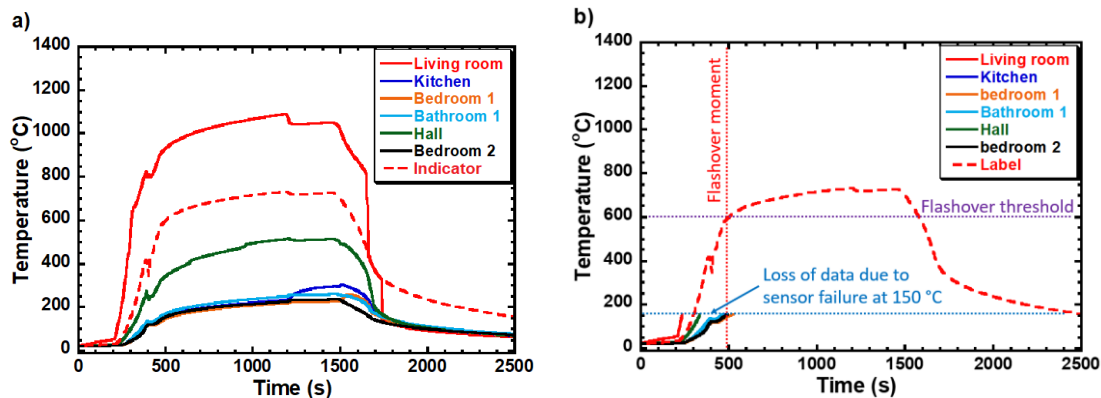 a)
1400
1200
1000
800
600
400
200
0
Temperature (°C)
Living room
Kitchen
Bedroom 1
Bathroom 1
Hall
Bedroom 2
Indicator
0
500
1000
1500
2000
2500
Time (s)
b)
1400
1200
1000
800
600
400
200
0
Temperature (°C)
Flashover moment
Living room
Kitchen
bedroom 1
Bathroom 1
Hall
bedroom 2
Label
Flashover threshold
Loss of data due to
sensor failure at 150 °C
0
500
1000
1500
2000
2500
Time (s)